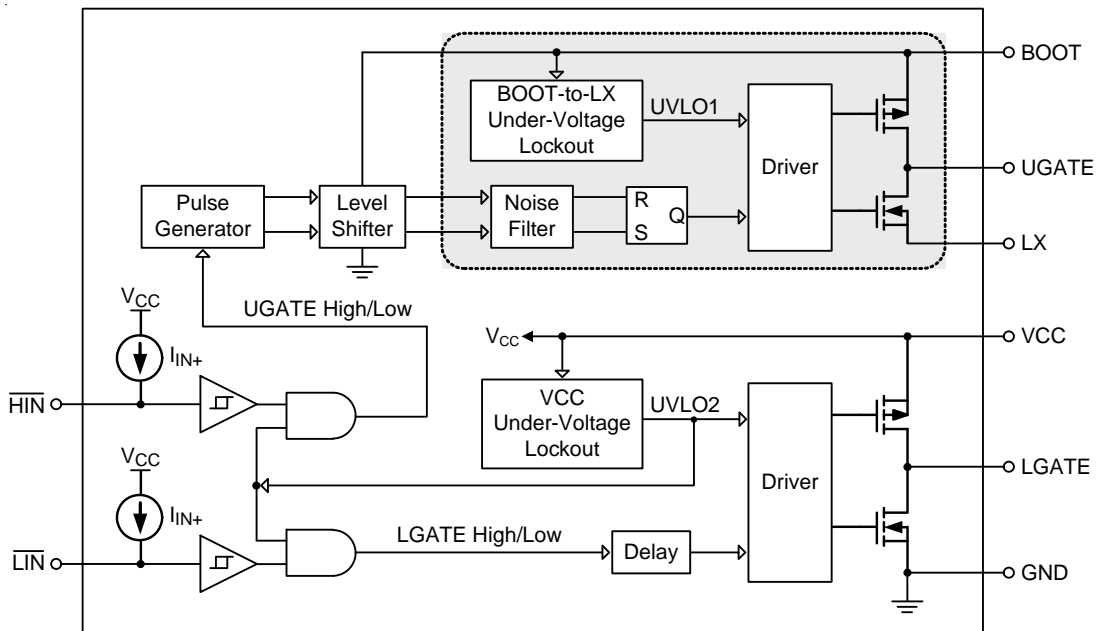 BOOT
BOOT-to-LX
Under-Voltage
Lockout
UVLO1
Driver
UGATE
Pulse
Generator
Level
Shifter
Noise
Filter
R
S
Q
LX
UGATE High/Low
VCC
IIN+
HIN
VCC
VCC
VCC
Under-Voltage
Lockout
UVLO2
Driver
LGATE
VCC
IIN+
LIN
LGATE High/Low
Delay
GND